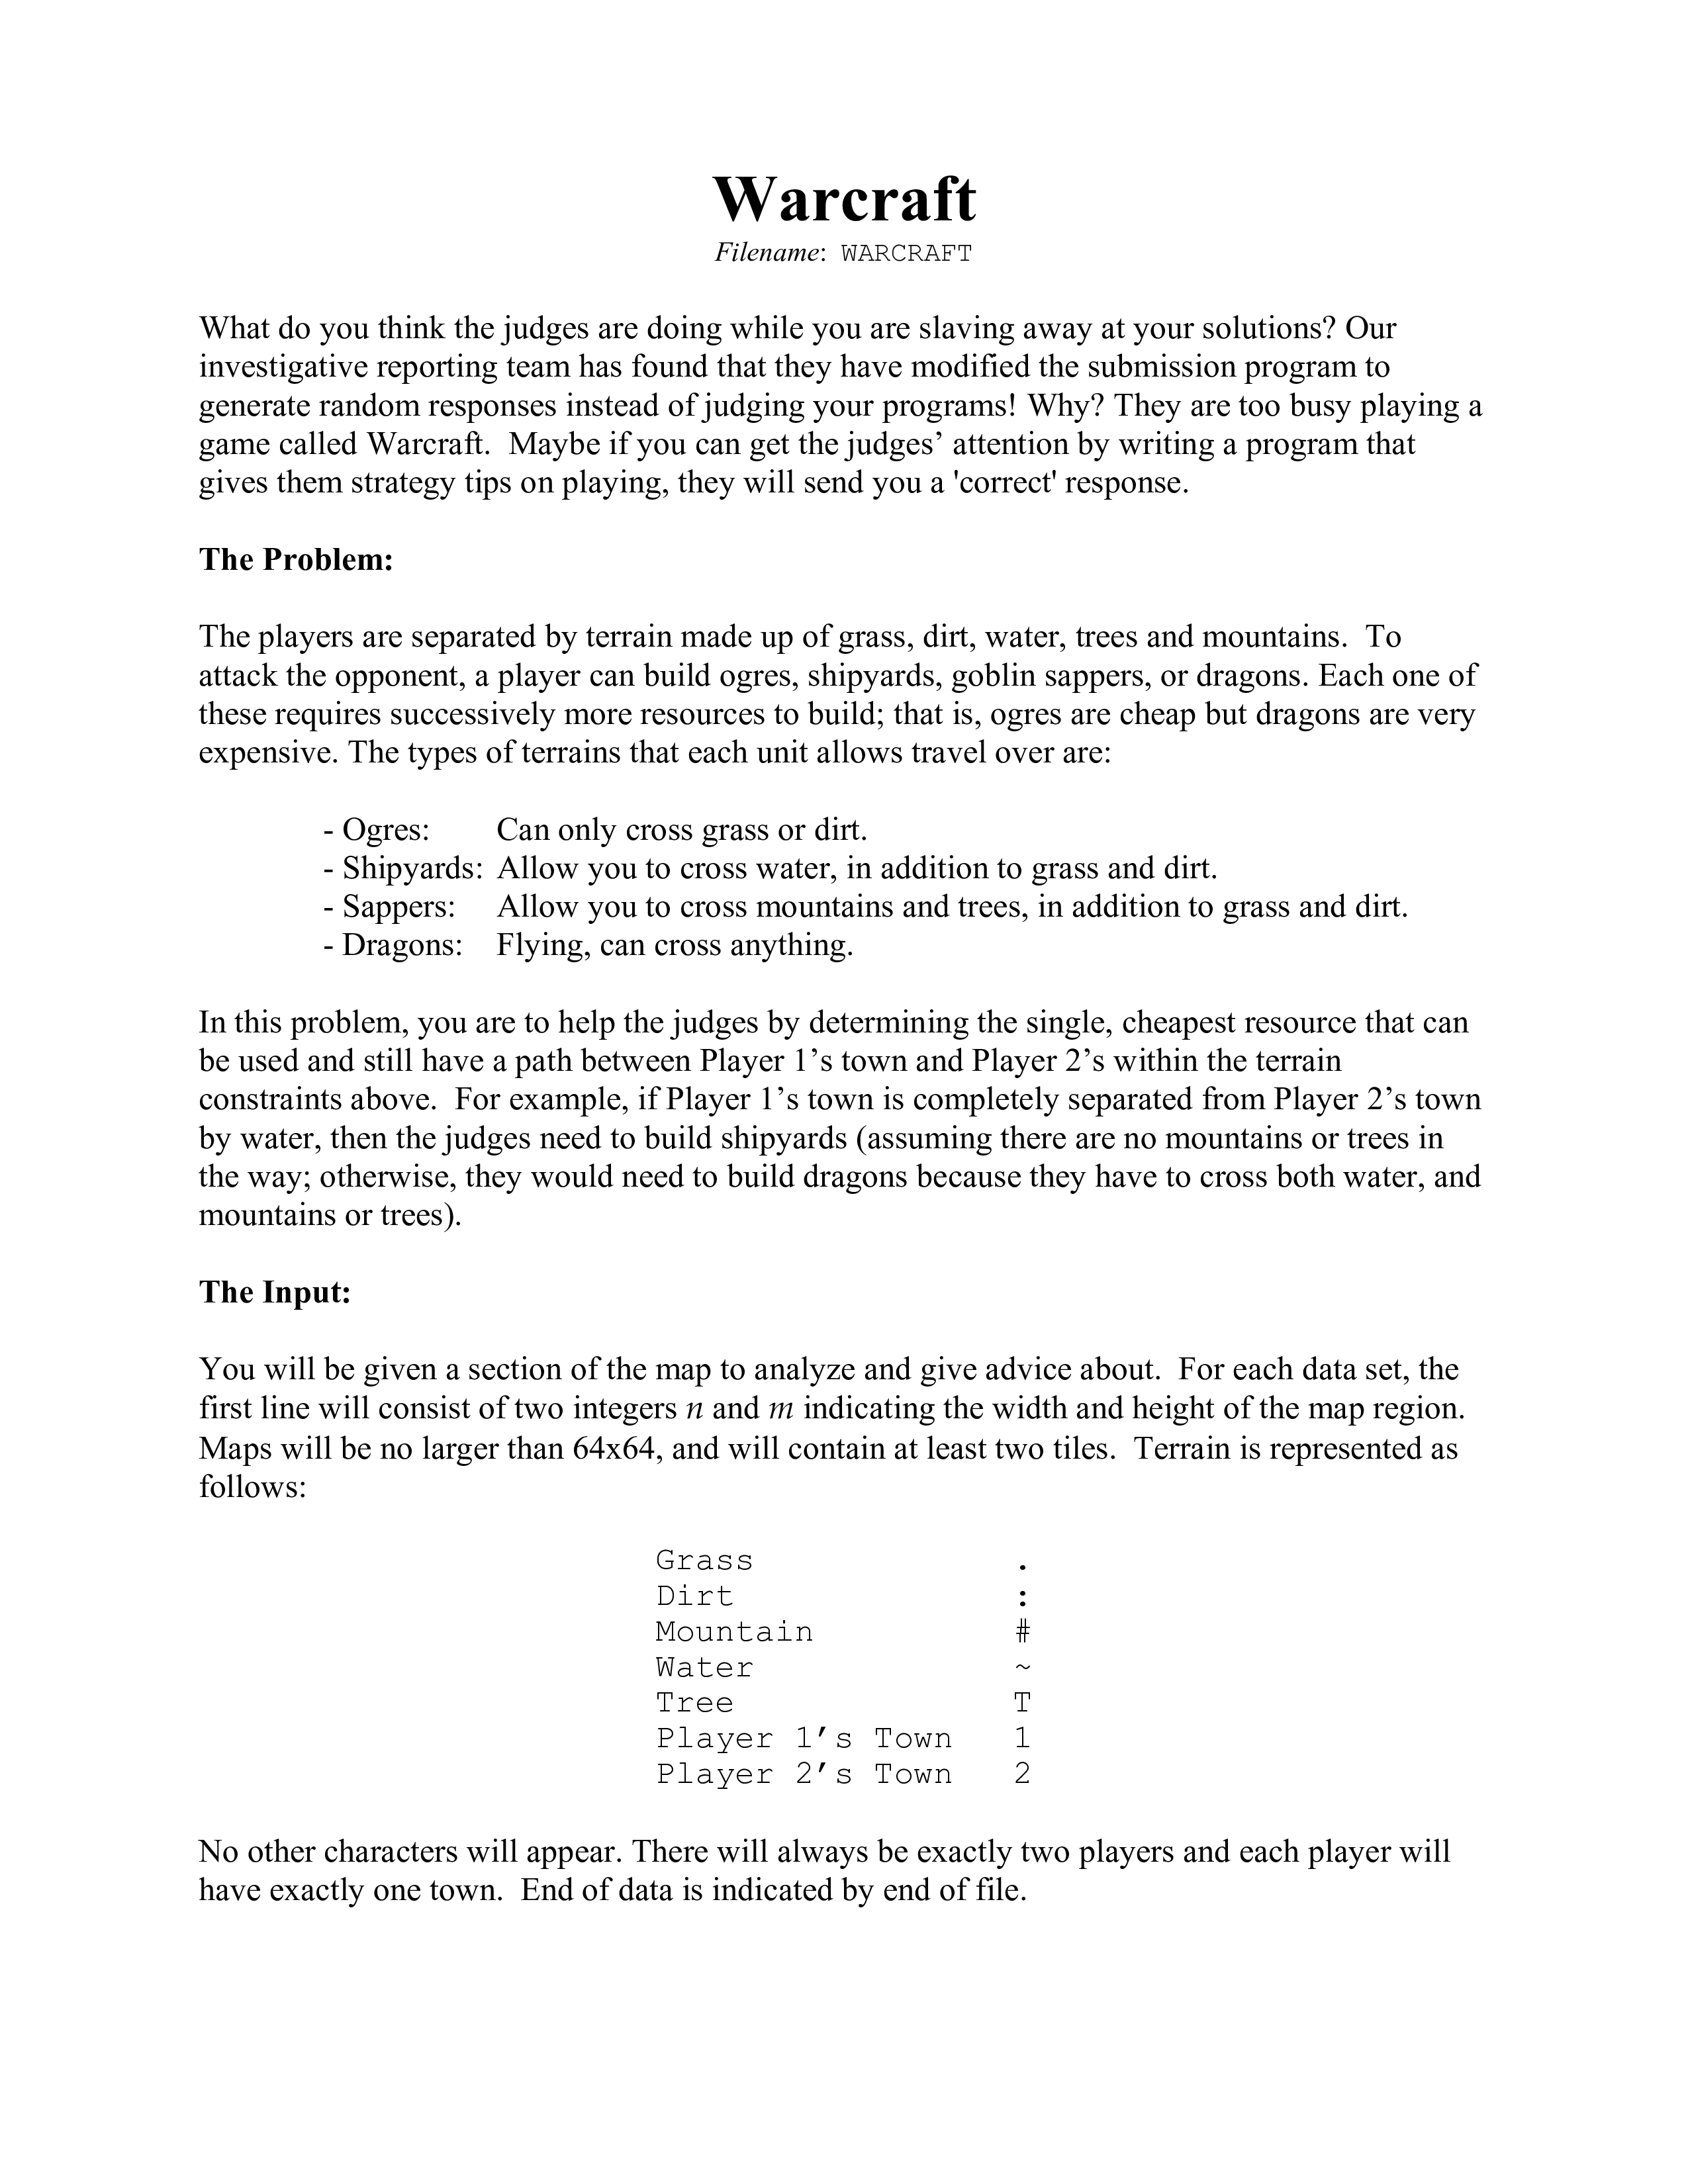 Warcraft
Filename: WARCRAFT
What do you think the judges are doing while you are slaving away at your solutions? Our
investigative reporting team has found that they have modified the submission program to
generate random responses instead of judging your programs! Why? They are too busy playing a
game called Warcraft.  Maybe if you can get the judges’ attention by writing a program that
gives them strategy tips on playing, they will send you a 'correct' response.
The Problem:
The players are separated by terrain made up of grass, dirt, water, trees and mountains.  To
attack the opponent, a player can build ogres, shipyards, goblin sappers, or dragons. Each one of
these requires successively more resources to build; that is, ogres are cheap but dragons are very
expensive. The types of terrains that each unit allows travel over are:
- Ogres: Can only cross grass or dirt.
- Shipyards: Allow you to cross water, in addition to grass and dirt.
- Sappers: Allow you to cross mountains and trees, in addition to grass and dirt.
- Dragons: Flying, can cross anything.
In this problem, you are to help the judges by determining the single, cheapest resource that can
be used and still have a path between Player 1’s town and Player 2’s within the terrain
constraints above.  For example, if Player 1’s town is completely separated from Player 2’s town
by water, then the judges need to build shipyards (assuming there are no mountains or trees in
the way; otherwise, they would need to build dragons because they have to cross both water, and
mountains or trees).
The Input:
You will be given a section of the map to analyze and give advice about.  For each data set, the
first line will consist of two integers n and m indicating the width and height of the map region.
Maps will be no larger than 64x64, and will contain at least two tiles.  Terrain is represented as
follows:
Grass .
Dirt :
Mountain #
Water ~
Tree T
Player 1’s Town 1
Player 2’s Town 2
No other characters will appear. There will always be exactly two players and each player will
have exactly one town.  End of data is indicated by end of file.